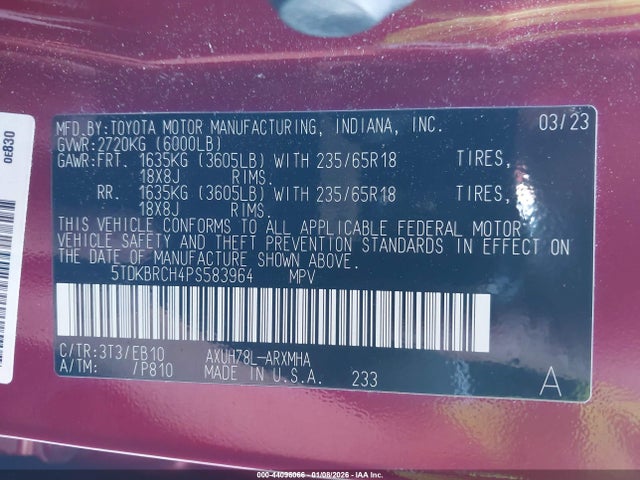 MFD.BY:TOYOTA MOTOR MANUFACTURING, INDIANA, INC. 03/23
GVWR:2720KG (6000LB)
GAWR:FRT. 1635KG (3605LB) WITH 235/65R18 TIRES,
18X8J RIMS.
RR. 1635KG (3605LB) WITH 235/65R18 TIRES,
18X8J RIMS.
THIS VEHICLE CONFORMS TO ALL APPLICABLE FEDERAL MOTOR
VEHICLE SAFETY AND THEFT PREVENTION STANDARDS IN EFFECT ON
THE DATE OF MANUFACTURE SHOWN ABOVE.
5TDKBRCH4PS583964 MPV
C/TR:3T3/EB10 AXUH78L-ARXMHA
A/TM: /P810 MADE IN U.S.A. 233 A
0E830
000-44095066 - 01/08/2026 - IAA Inc.